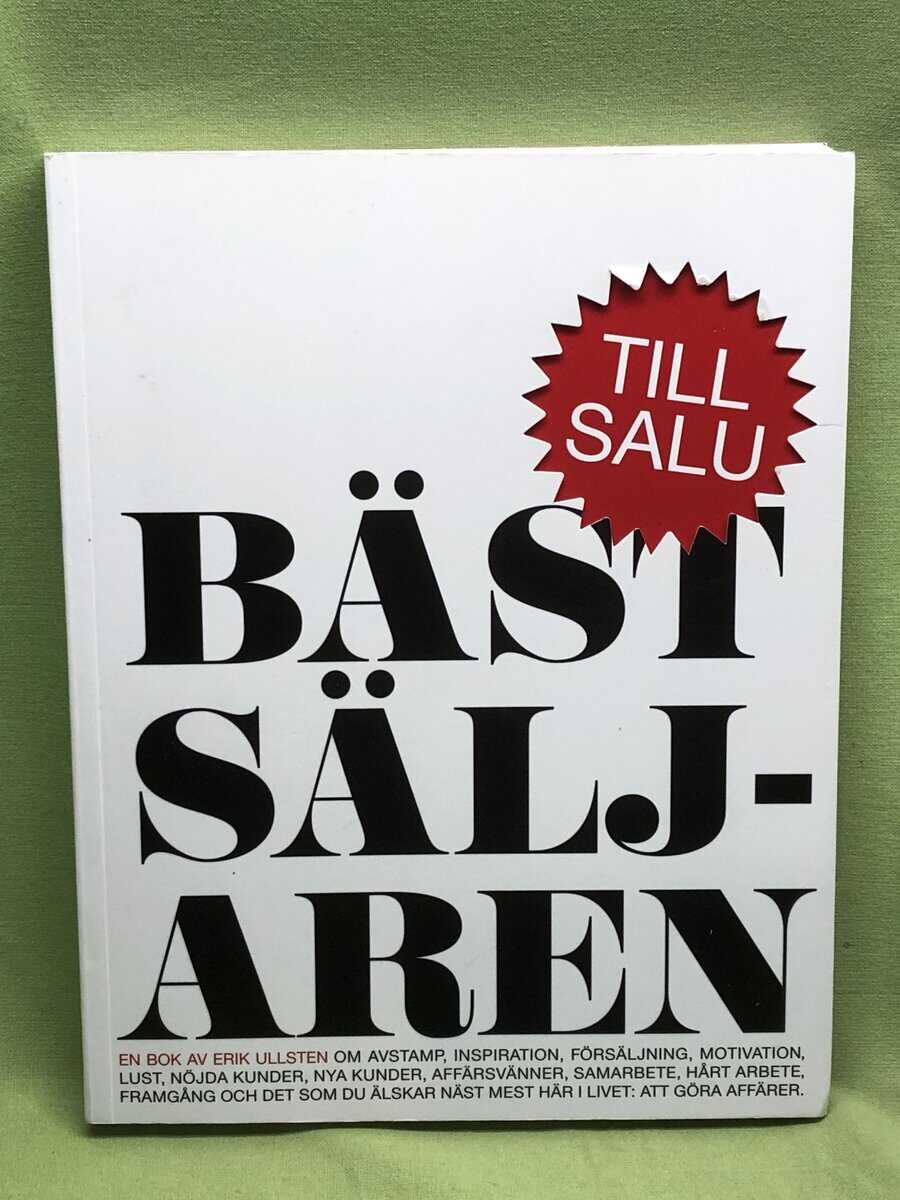 TILL
SALU
BÄST
SÄLJ-
AREN
EN BOK AV ERIK ULLSTEN OM AVSTAMP, INSPIRATION, FÖRSÄLJNING, MOTIVATION,
LUST, NÖJDA KUNDER, NYA KUNDER, AFFÄRSVÄNNER, SAMARBETE, HÅRT ARBETE,
FRAMGÅNG OCH DET SOM DU ÄLSKAR NÄST MEST HÄR I LIVET: ATT GÖRA AFFÄRER.